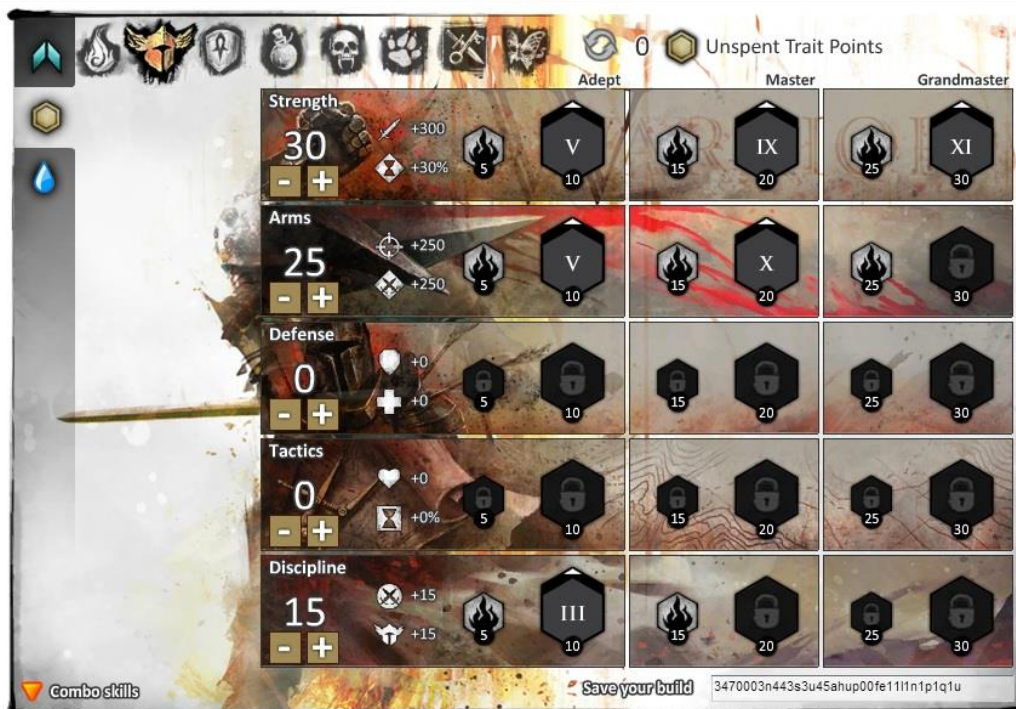 0 Unspent Trait Points
Adept Master Grandmaster
Strength
30 +300 +30% - + 5 V 10 15 IX 20 25 XI 30
Arms
25 +250 +250 - + 5 V 10 15 X 20 25 30
Defense
0 +0 +0 - + 5 10 15 20 25 30
Tactics
0 +0 +0% - + 5 10 15 20 25 30
Discipline
15 +15 +15 - + 5 III 10 15 20 25 30
Combo skills Save your build 3470003n443s3u45ahup00fe11l1n1p1q1u